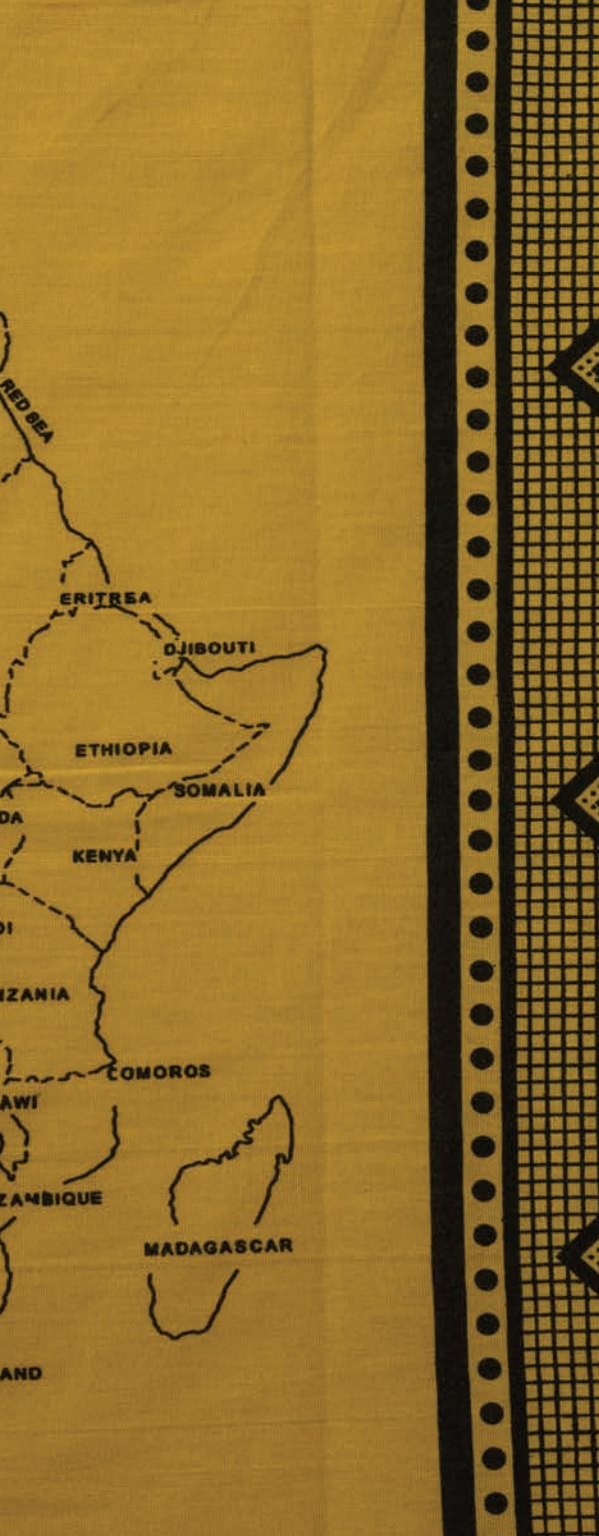 RED SEA
ERITREA
DJIBOUTI
ETHIOPIA
SOMALIA
A
DA
KENYA
DI
NZANIA
COMOROS
AWI
ZAMBIQUE
MADAGASCAR
AND